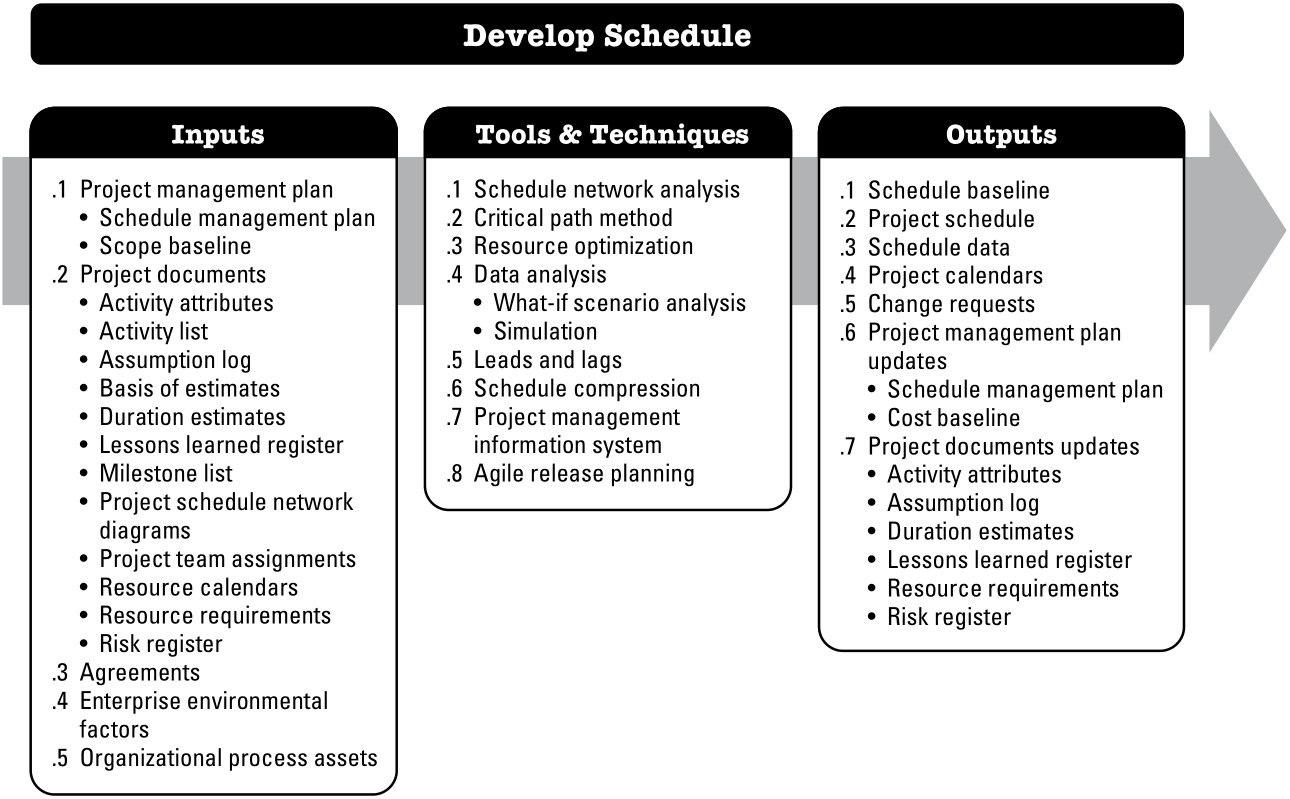 Develop Schedule
Inputs
.1 Project management plan
• Schedule management plan
• Scope baseline
.2 Project documents
• Activity attributes
• Activity list
• Assumption log
• Basis of estimates
• Duration estimates
• Lessons learned register
• Milestone list
• Project schedule network
diagrams
• Project team assignments
• Resource calendars
• Resource requirements
• Risk register
.3 Agreements
.4 Enterprise environmental
factors
.5 Organizational process assets
Tools & Techniques
.1 Schedule network analysis
.2 Critical path method
.3 Resource optimization
.4 Data analysis
• What-if scenario analysis
• Simulation
.5 Leads and lags
.6 Schedule compression
.7 Project management
information system
.8 Agile release planning
Outputs
.1 Schedule baseline
.2 Project schedule
.3 Schedule data
.4 Project calendars
.5 Change requests
.6 Project management plan
updates
• Schedule management plan
• Cost baseline
.7 Project documents updates
• Activity attributes
• Assumption log
• Duration estimates
• Lessons learned register
• Resource requirements
• Risk register